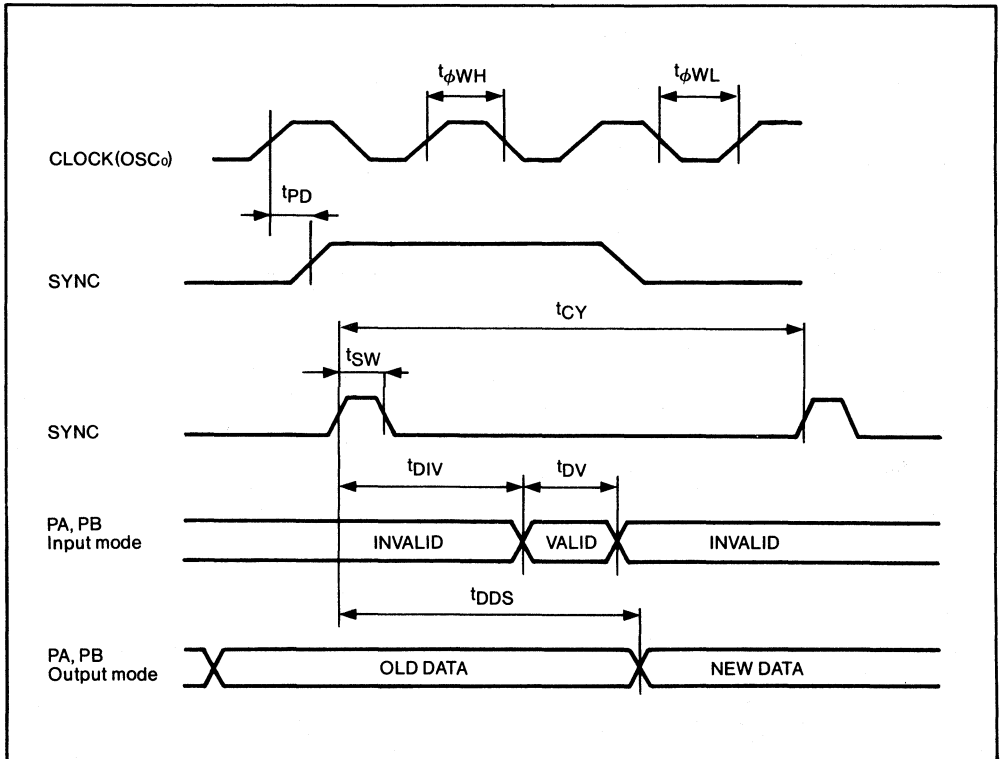 tφWH
tφWL
CLOCK(OSC₀)
tPD
SYNC
tCY
tSW
SYNC
tDIV
tDV
PA, PB
Input mode
INVALID
VALID
INVALID
tDDS
PA, PB
Output mode
OLD DATA
NEW DATA